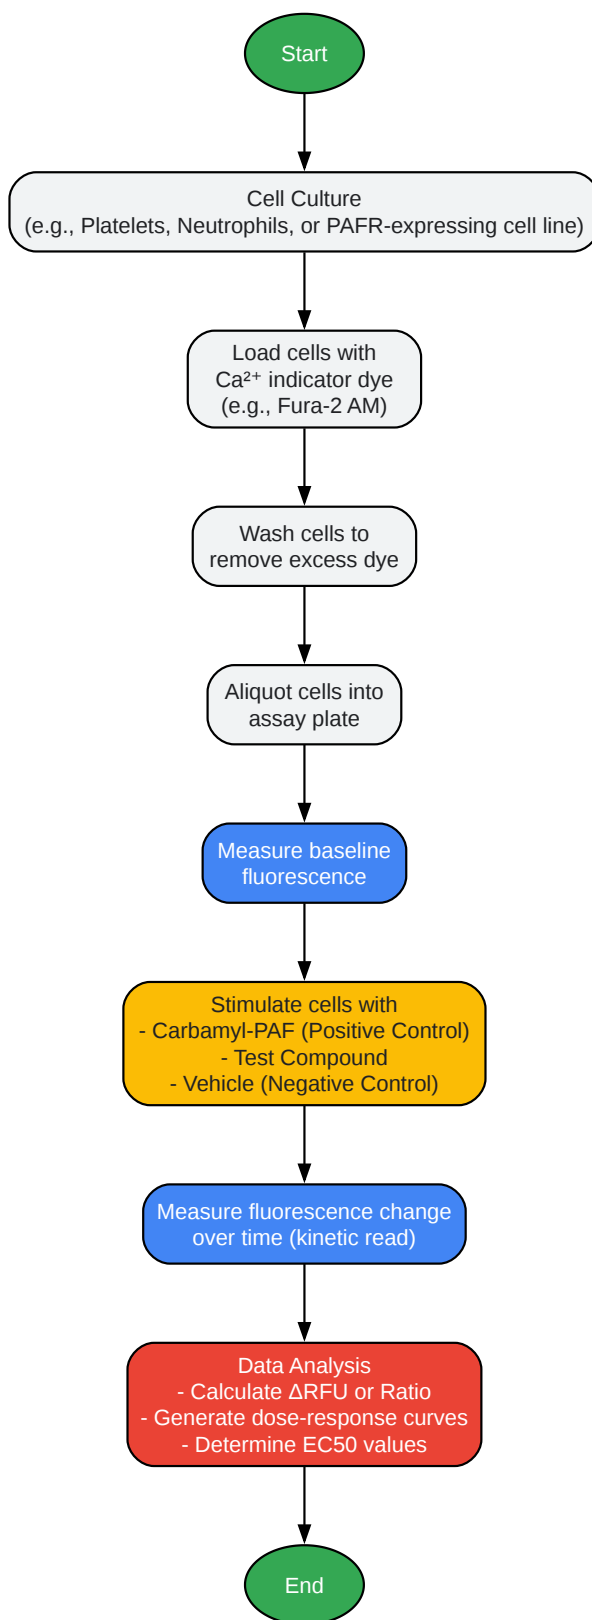 Start
Cell Culture
(e.g., Platelets, Neutrophils, or PAFR-expressing cell line)
Load cells with
Ca²⁺ indicator dye
(e.g., Fura-2 AM)
Wash cells to
remove excess dye
Aliquot cells into
assay plate
Measure baseline
fluorescence
Stimulate cells with
- Carbamyl-PAF (Positive Control)
- Test Compound
- Vehicle (Negative Control)
Measure fluorescence change
over time (kinetic read)
Data Analysis
- Calculate ΔRFU or Ratio
- Generate dose-response curves
- Determine EC50 values
End